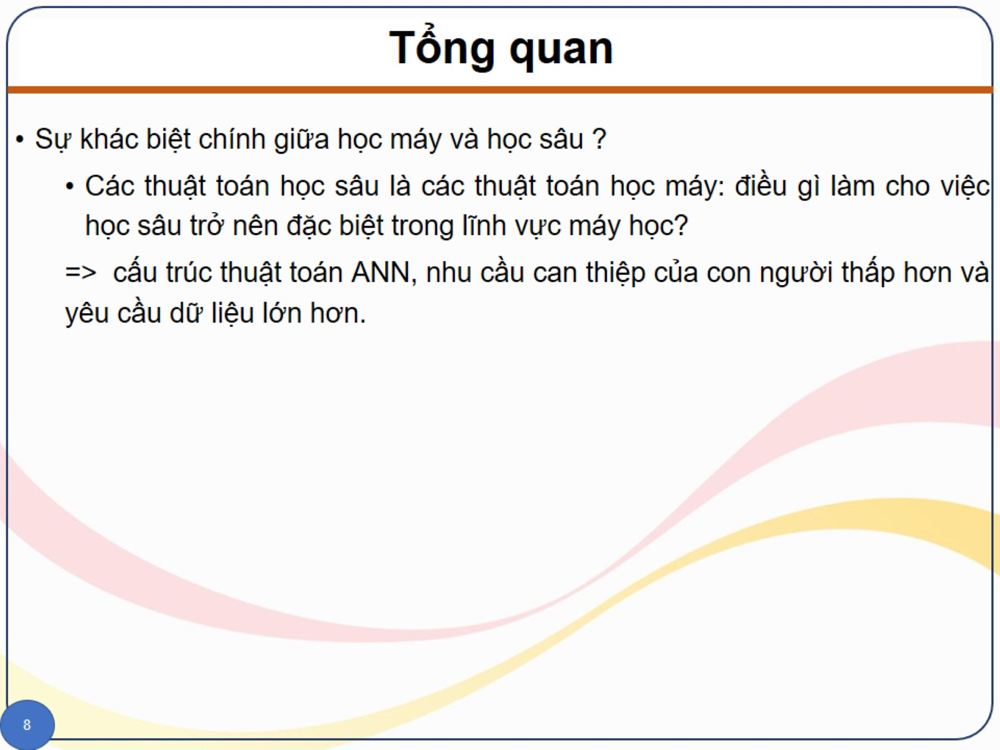 Tổng quan
• Sự khác biệt chính giữa học máy và học sâu ?
• Các thuật toán học sâu là các thuật toán học máy: điều gì làm cho việc
học sâu trở nên đặc biệt trong lĩnh vực máy học?
=> cấu trúc thuật toán ANN, nhu cầu can thiệp của con người thấp hơn và
yêu cầu dữ liệu lớn hơn.
8